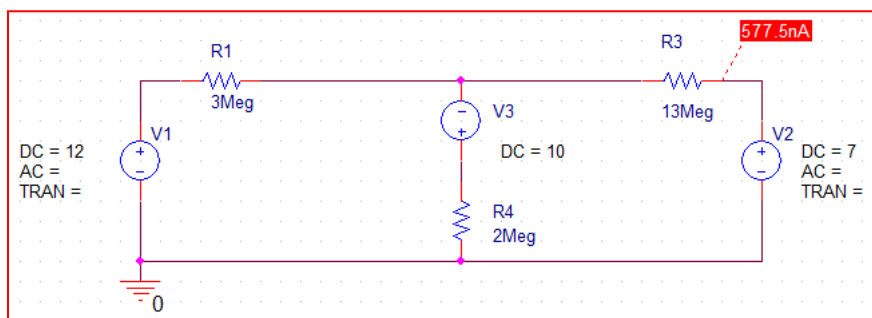 577.5nA
R1
3Meg
R3
13Meg
V1
DC = 12
AC =
TRAN =
-
+
V3
DC = 10
V2
DC = 7
AC =
TRAN =
+
-
+
-
R4
2Meg
0